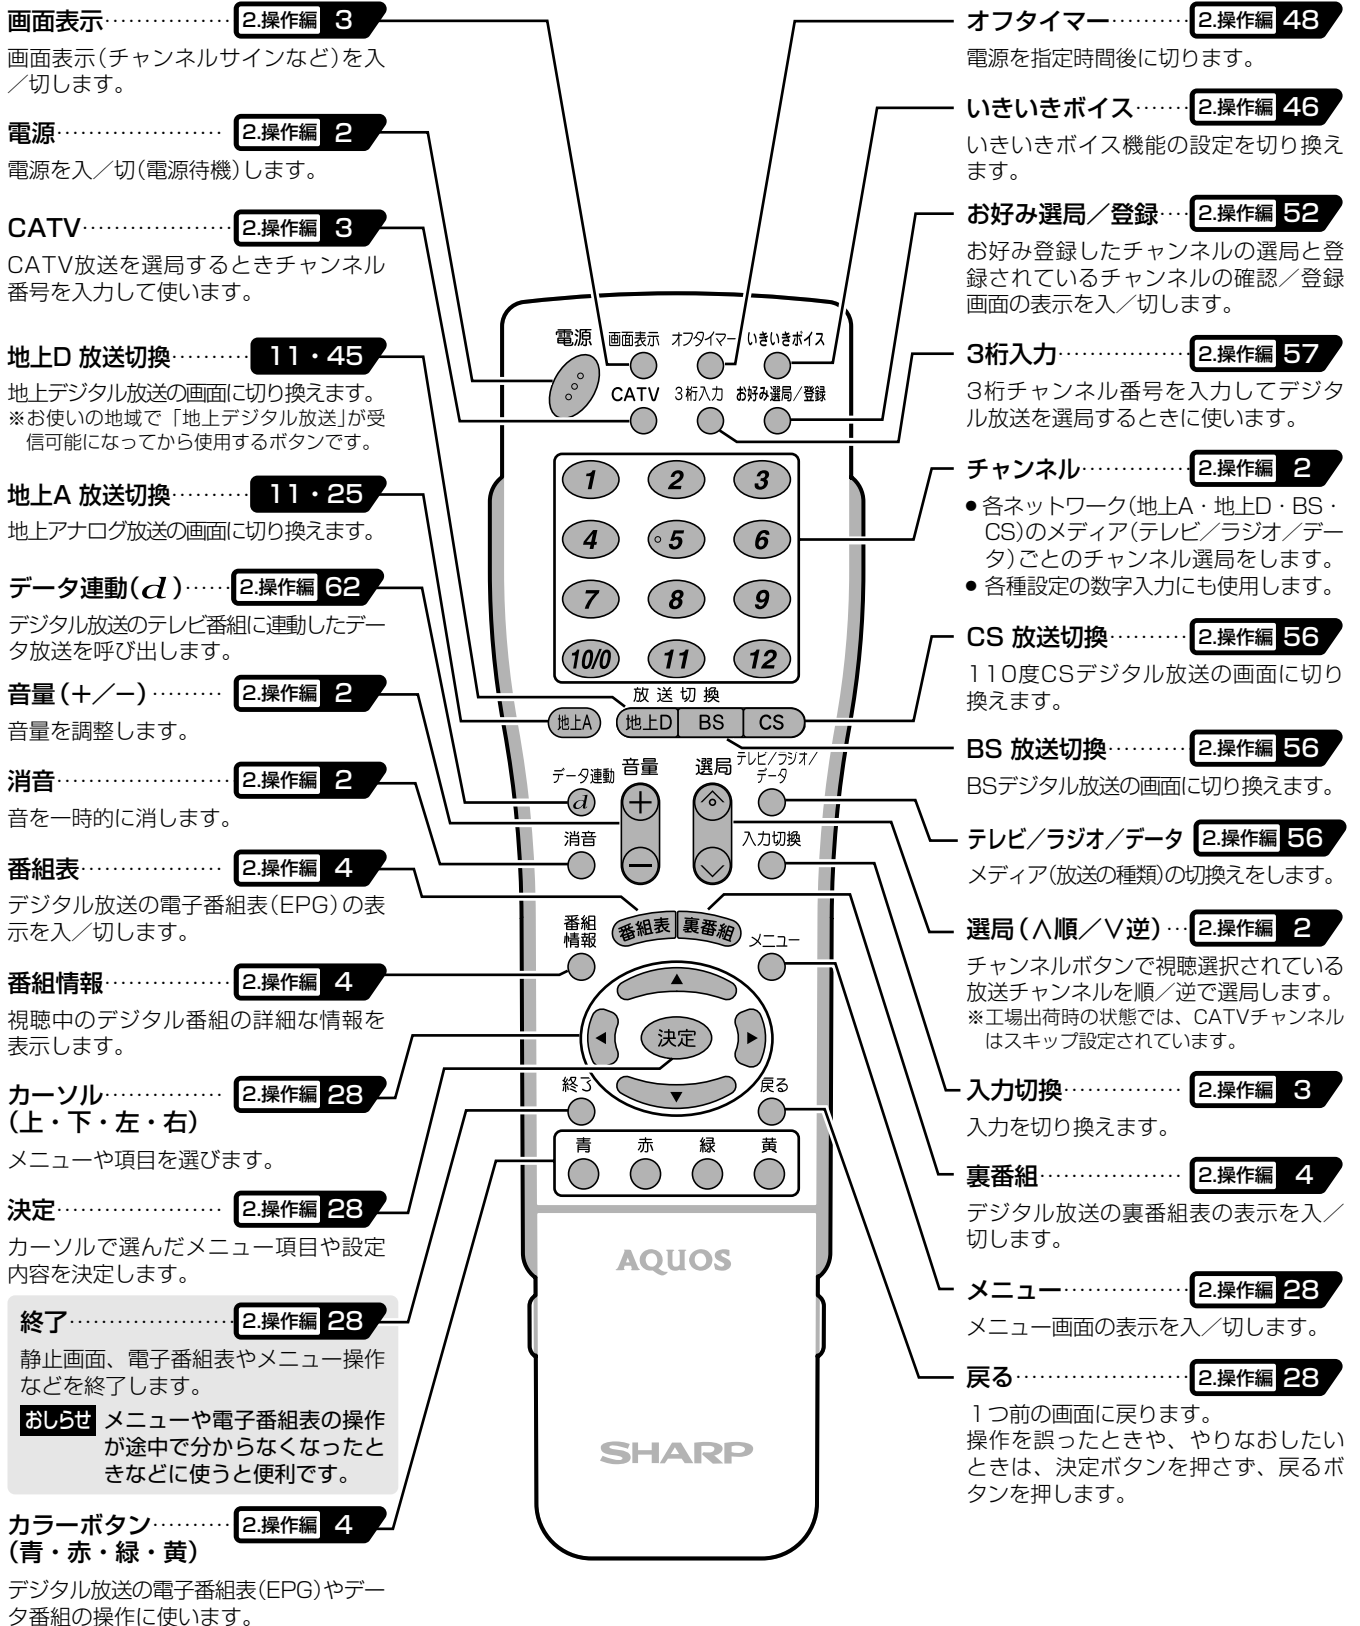 画面表示………… 2.操作編 3
画面表示(チャンネルサインなど)を入
／切します。
電源………………… 2.操作編 2
電源を入／切(電源待機)します。
CATV………………… 2.操作編 3
CATV放送を選局するときチャンネル
番号を入力して使います。
地上D 放送切換……… 11・45
地上デジタル放送の画面に切り換えます。
※お使いの地域で「地上デジタル放送」が受
信可能になってから使用するボタンです。
地上A 放送切換……… 11・25
地上アナログ放送の画面に切り換えます。
データ連動(d)…… 2.操作編 62
デジタル放送のテレビ番組に連動したデー
タ放送を呼び出します。
音量(＋／−)……… 2.操作編 2
音量を調整します。
消音………………… 2.操作編 2
音を一時的に消します。
番組表……………… 2.操作編 4
デジタル放送の電子番組表(EPG)の表
示を入／切します。
番組情報…………… 2.操作編 4
視聴中のデジタル番組の詳細な情報を
表示します。
カーソル………… 2.操作編 28
(上・下・左・右)
メニューや項目を選びます。
決定………………… 2.操作編 28
カーソルで選んだメニュー項目や設定
内容を決定します。
終了………………… 2.操作編 28
静止画面、電子番組表やメニュー操作
などを終了します。
おしらせ メニューや電子番組表の操作
が途中で分からなくなったと
きなどに使うと便利です。
カラーボタン……… 2.操作編 4
(青・赤・緑・黄)
デジタル放送の電子番組表(EPG)やデー
タ番組の操作に使います。
電源 画面表示 オフタイマー いきいきボイス
CATV 3桁入力 お好み選局／登録
1 2 3
4 5 6
7 8 9
10/0 11 12
放送切換
地上A 地上D BS CS
データ連動 音量 選局 テレビ／ラジオ／
データ
d ＋
消音 入力切換
−
番組
情報
番組表 裏番組
メニュー
▲
◀ 決定 ▶
▼
終了 戻る
青 赤 緑 黄
AQUOS
SHARP
オフタイマー……… 2.操作編 48
電源を指定時間後に切ります。
いきいきボイス…… 2.操作編 46
いきいきボイス機能の設定を切り換え
ます。
お好み選局／登録… 2.操作編 52
お好み登録したチャンネルの選局と登
録されているチャンネルの確認／登録
画面の表示を入／切します。
3桁入力…………… 2.操作編 57
3桁チャンネル番号を入力してデジタ
ル放送を選局するときに使います。
チャンネル………… 2.操作編 2
●各ネットワーク(地上A・地上D・BS・
CS)のメディア(テレビ／ラジオ／デー
タ)ごとのチャンネル選局をします。
●各種設定の数字入力にも使用します。
CS 放送切換……… 2.操作編 56
110度CSデジタル放送の画面に切り
換えます。
BS 放送切換……… 2.操作編 56
BSデジタル放送の画面に切り換えます。
テレビ／ラジオ／データ 2.操作編 56
メディア(放送の種類)の切換えをします。
選局(∧順／∨逆)… 2.操作編 2
チャンネルボタンで視聴選択されている
放送チャンネルを順／逆で選局します。
※工場出荷時の状態では、CATVチャンネル
はスキップ設定されています。
入力切換…………… 2.操作編 3
入力を切り換えます。
裏番組……………… 2.操作編 4
デジタル放送の裏番組表の表示を入／
切します。
メニュー…………… 2.操作編 28
メニュー画面の表示を入／切します。
戻る………………… 2.操作編 28
１つ前の画面に戻ります。
操作を誤ったときや、やりなおしたい
ときは、決定ボタンを押さず、戻るボ
タンを押します。